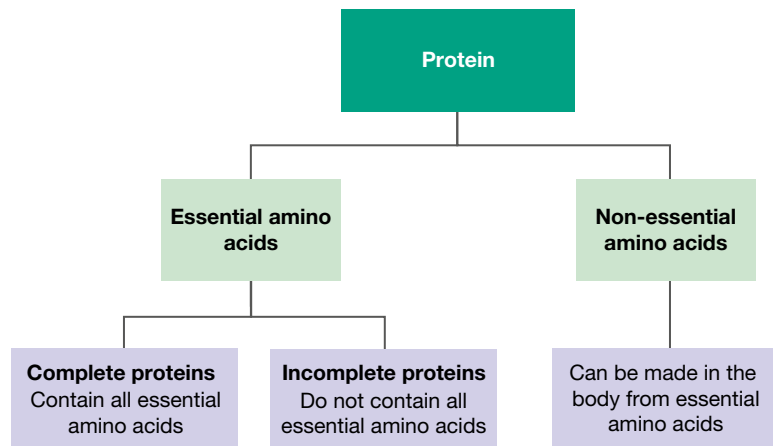 Protein
Essential amino
acids
Non-essential
amino acids
Complete proteins
Contain all essential
amino acids
Incomplete proteins
Do not contain all
essential amino acids
Can be made in the
body from essential
amino acids